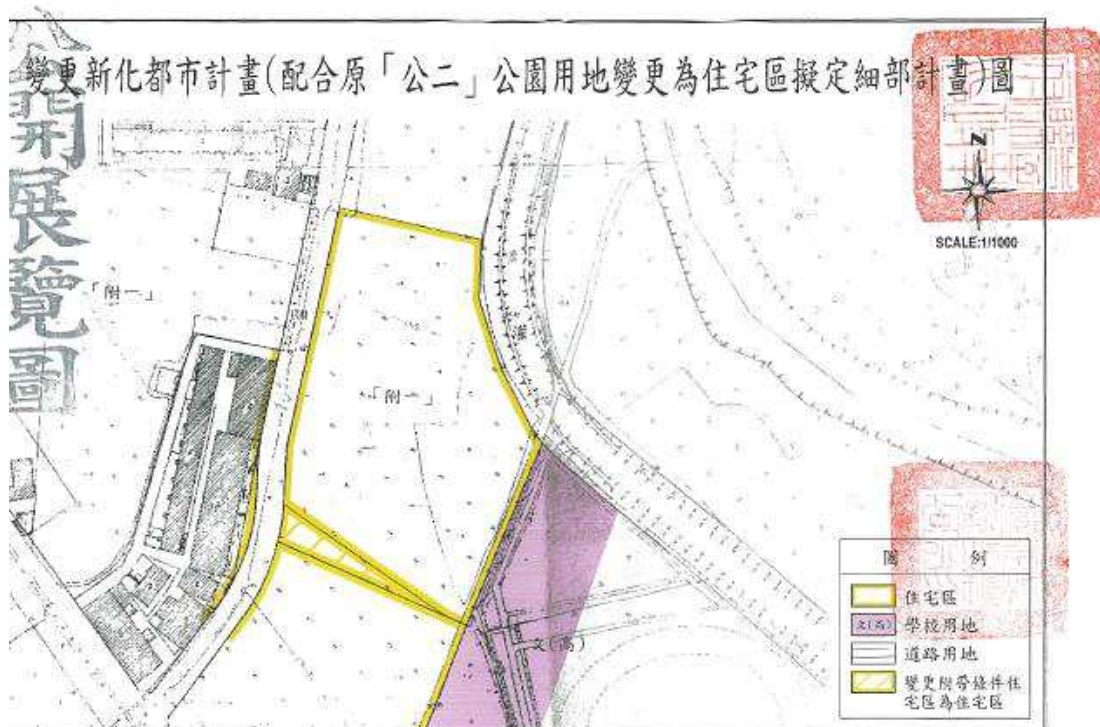 變更新化都市計畫(配合原「公二」公園用地變更為住宅區擬定細部計畫)圖
公開展覽圖
N
SCALE:1/1000
「附一」
「附一」
灌
文(高)
圖例
住宅區
文(高) 學校用地
道路用地
變更附帶條件住
宅區為住宅區